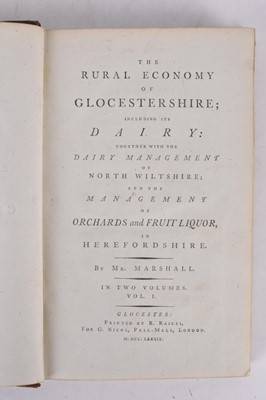 THE
RURAL ECONOMY
OF
GLOCESTERSHIRE;
INCLUDING ITS
DAIRY:
TOGETHER WITH THE
DAIRY MANAGEMENT
OF
NORTH WILTSHIRE;
AND THE
MANAGEMENT
OF
ORCHARDS and FRUIT LIQUOR,
IN
HEREFORDSHIRE.
By Mr. MARSHALL.
IN TWO VOLUMES.
VOL. I.
GLOCESTER:
Printed by R. Raikes,
For G. Nicol, Pall-Mall, London.
M: DCC: LXXXIX.